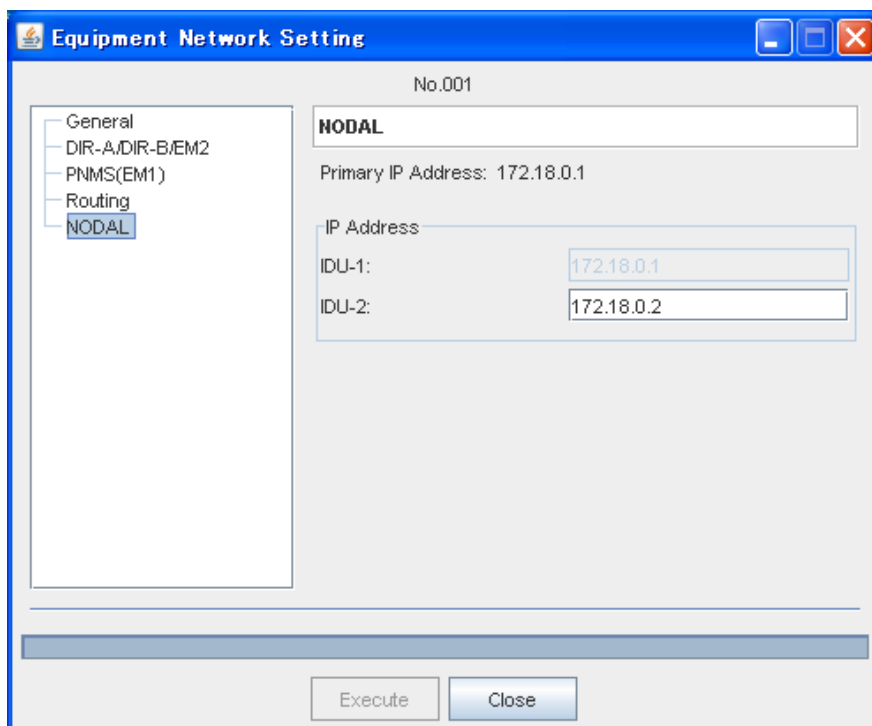 Equipment Network Setting
No.001
General
DIR-A/DIR-B/EM2
PNMS(EM1)
Routing
NODAL
NODAL
Primary IP Address: 172.18.0.1
IP Address
IDU-1: 172.18.0.1
IDU-2: 172.18.0.2
Execute Close